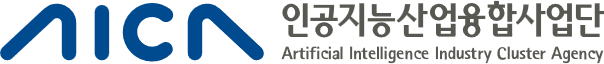 AICA
인공지능산업융합사업단
Artificial Intelligence Industry Cluster Agency